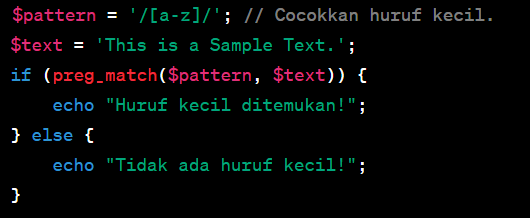 $pattern = '/[a-z]/'; // Cocokkan huruf kecil.
$text = 'This is a Sample Text.';
if (preg_match($pattern, $text)) {
    echo "Huruf kecil ditemukan!";
} else {
    echo "Tidak ada huruf kecil!";
}